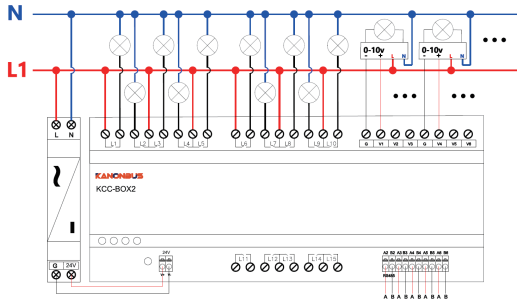 N
L1
0-10v
- + L N
0-10v
- + L N
L N
L1 L2 L3 L4 L5 L6 L7 L8 L9 L10
G V1 V2 V3 G V4 V5 V6
KANONBUS
KCC-BOX2
G 24V
24V
L11 L12 L13 L14 L15
A2 B2 A3 B3 A4 B4 A5 B5 A6 B6
RS485
A B A B A B A B A B